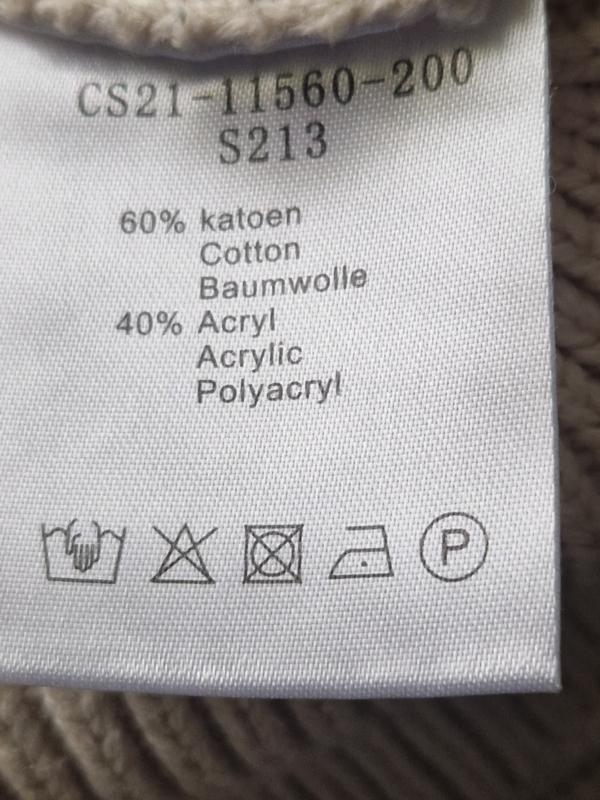 CS21-11560-200
S213
60% katoen
Cotton
Baumwolle
40% Acryl
Acrylic
Polyacryl
P